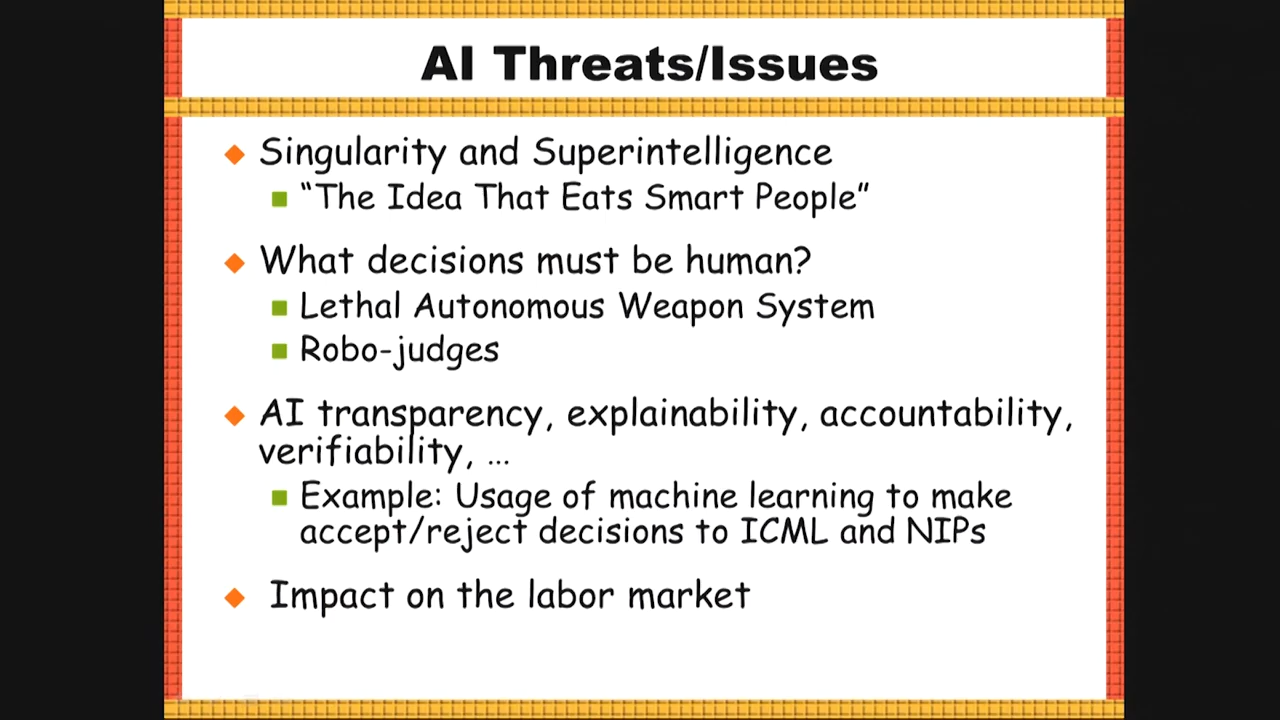 AI Threats/Issues
Singularity and Superintelligence
“The Idea That Eats Smart People”
What decisions must be human?
Lethal Autonomous Weapon System
Robo-judges
AI transparency, explainability, accountability,
verifiability, ...
Example: Usage of machine learning to make
accept/reject decisions to ICML and NIPs
Impact on the labor market